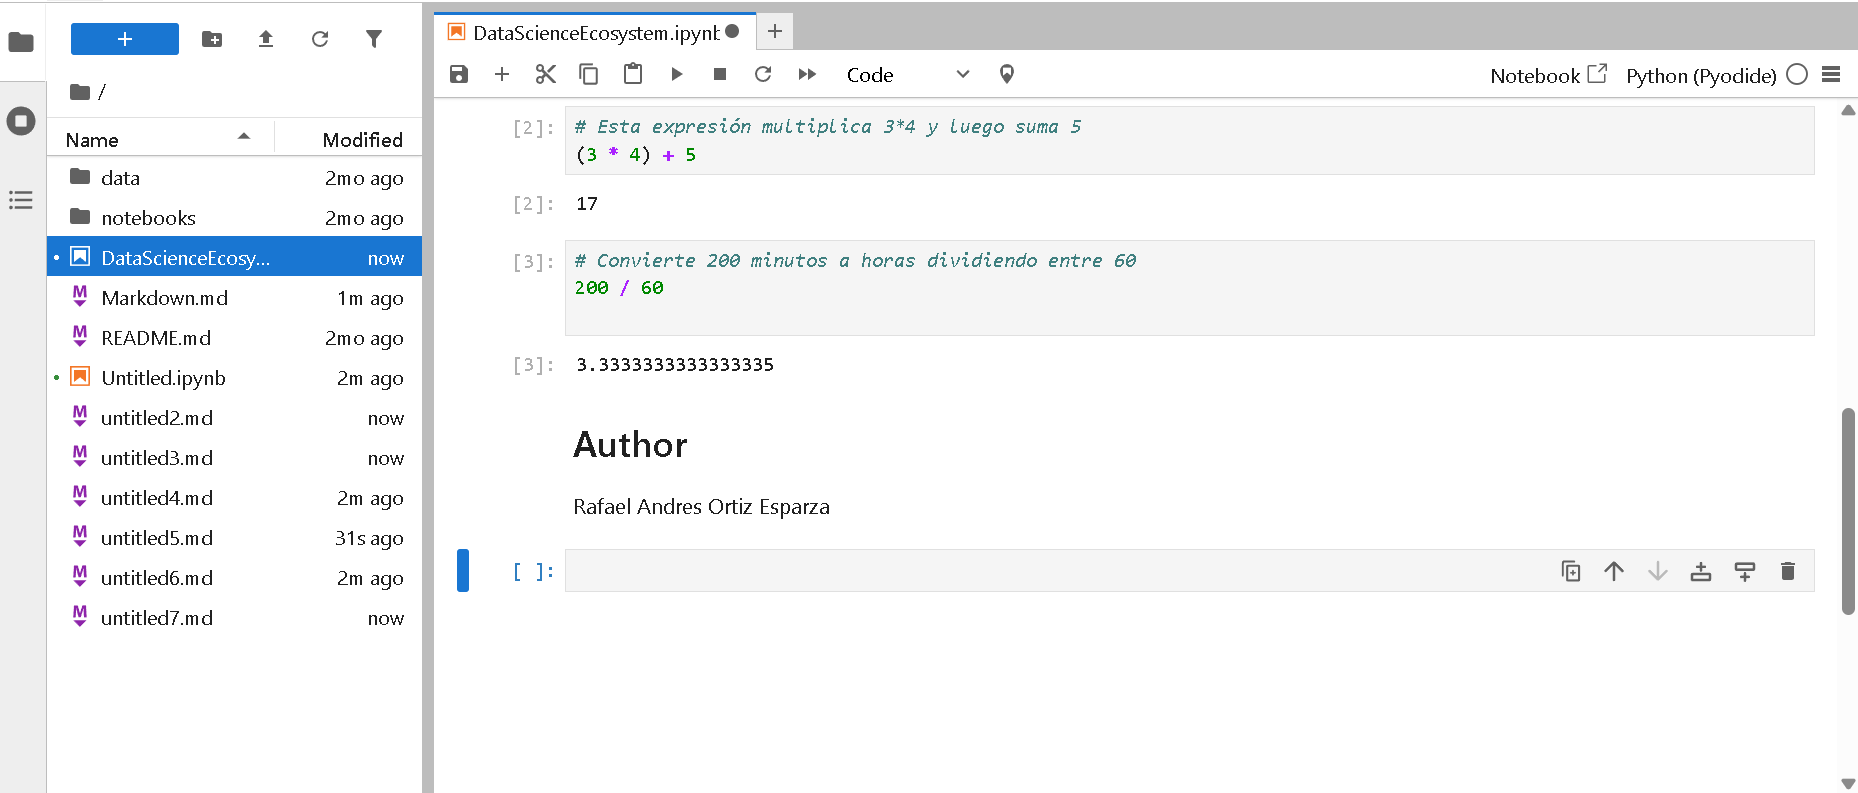 /
Name Modified
data 2mo ago
notebooks 2mo ago
DataScienceEcosy... now
Markdown.md 1m ago
README.md 2mo ago
Untitled.ipynb 2m ago
untitled2.md now
untitled3.md now
untitled4.md 2m ago
untitled5.md 31s ago
untitled6.md 2m ago
untitled7.md now
DataScienceEcosystem.ipynb
Code
Notebook Python (Pyodide)
[2]: # Esta expresión multiplica 3*4 y luego suma 5
(3 * 4) + 5
[2]: 17
[3]: # Convierte 200 minutos a horas dividiendo entre 60
200 / 60
[3]: 3.3333333333333335
Author
Rafael Andres Ortiz Esparza
[ ]: